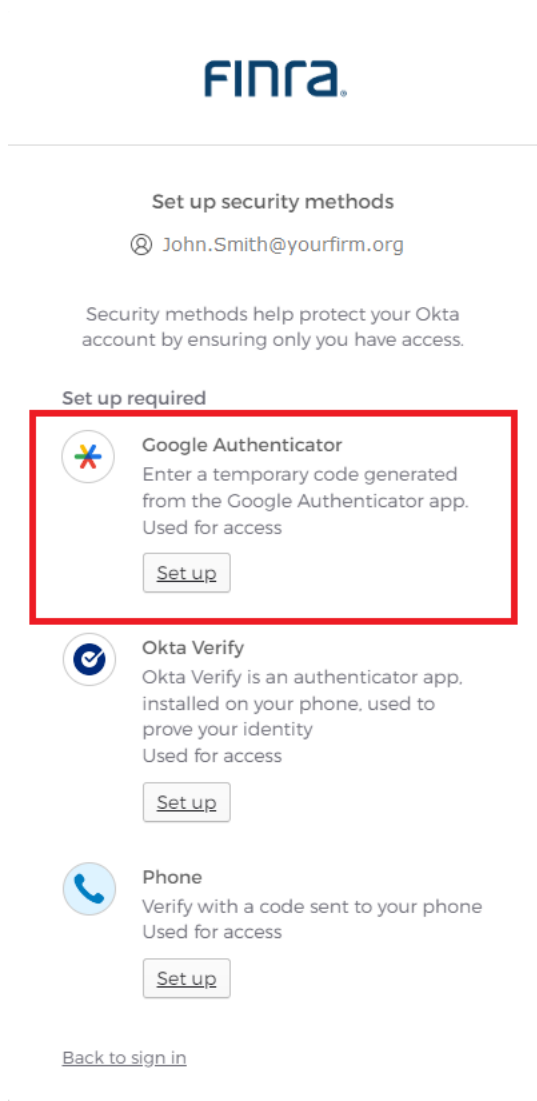 FINra.
Set up security methods
John.Smith@yourfirm.org
Security methods help protect your Okta
account by ensuring only you have access.
Set up required
Google Authenticator
Enter a temporary code generated
from the Google Authenticator app.
Used for access
Set up
Okta Verify
Okta Verify is an authenticator app,
installed on your phone, used to
prove your identity
Used for access
Set up
Phone
Verify with a code sent to your phone
Used for access
Set up
Back to sign in